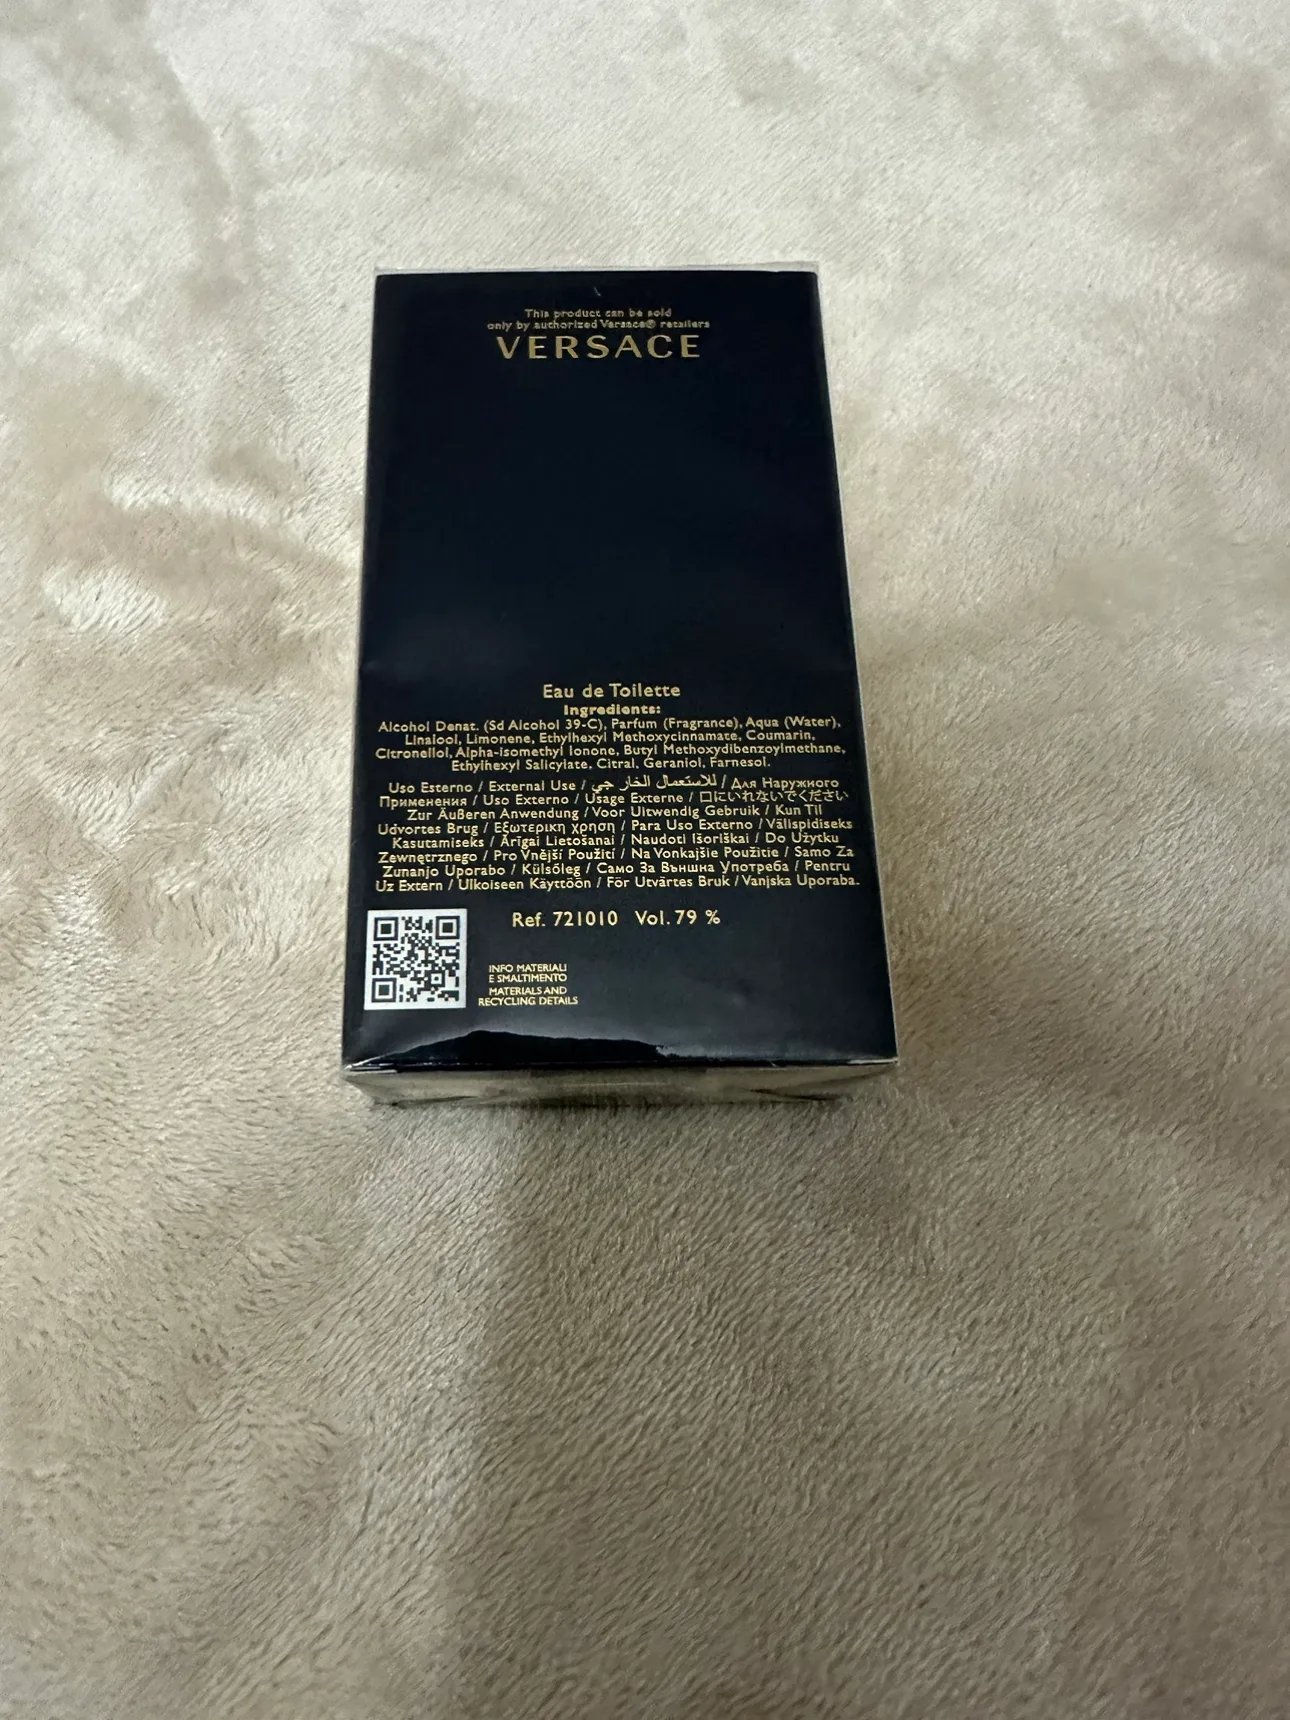 This product can be sold
only by authorized Versace® retailers
VERSACE
Eau de Toilette
Ingredients:
Alcohol Denat. (Sd Alcohol 39-C), Parfum (Fragrance), Aqua (Water),
Linalool, Limonene, Ethylhexyl Methoxycinnamate, Coumarin,
Citronellol, Alpha-isomethyl Ionone, Butyl Methoxydibenzoylmethane,
Ethylhexyl Salicylate, Citral, Geraniol, Farnesol.
Uso Esterno / External Use / للاستعمال الخار جي / Для Наружного
Применения / Uso Externo / Usage Externe / 口にいれないでください
Zur Äußeren Anwendung / Voor Uitwendig Gebruik / Kun Til
Udvortes Brug / Εξωτερικη χρηση / Para Uso Externo / Välispidiseks
Kasutamiseks / Ārīgai Lietošanai / Naudoti Išoriškai / Do Użytku
Zewnętrznego / Pro Vnější Použití / Na Vonkajšie Použitie / Samo Za
Zunanjo Uporabo / Külsőleg / Само За Външна Употреба / Pentru
Uz Extern / Ulkoiseen Käyttöön / För Utvärtes Bruk / Vanjska Uporaba.
Ref. 721010 Vol. 79 %
INFO MATERIALI
E SMALTIMENTO
MATERIALS AND
RECYCLING DETAILS